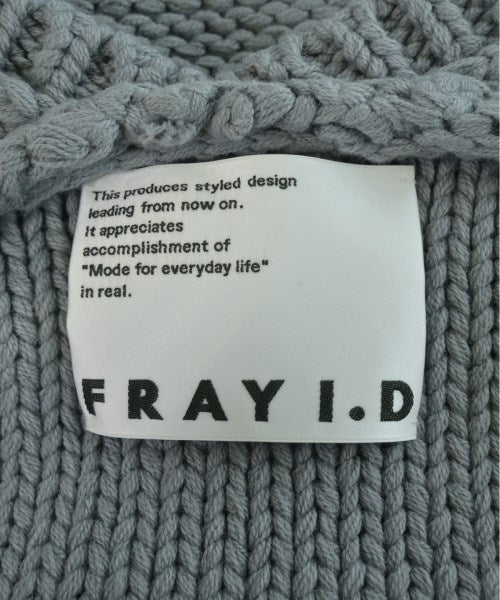 This produces styled design
leading from now on.
It appreciates
accomplishment of
"Mode for everyday life"
in real.
FRAY I.D